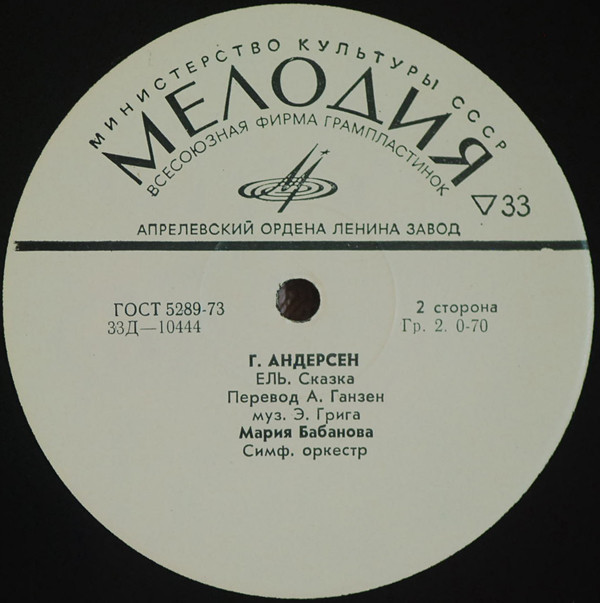 МИНИСТЕРСТВО КУЛЬТУРЫ СССР
МЕЛОДИЯ
ВСЕСОЮЗНАЯ ФИРМА ГРАМПЛАСТИНОК
▽33
АПРЕЛЕВСКИЙ ОРДЕНА ЛЕНИНА ЗАВОД
ГОСТ 5289-73
33Д—10444
2 сторона
Гр. 2. 0-70
Г. АНДЕРСЕН
ЕЛЬ. Сказка
Перевод А. Ганзен
муз. Э. Грига
Мария Бабанова
Симф. оркестр